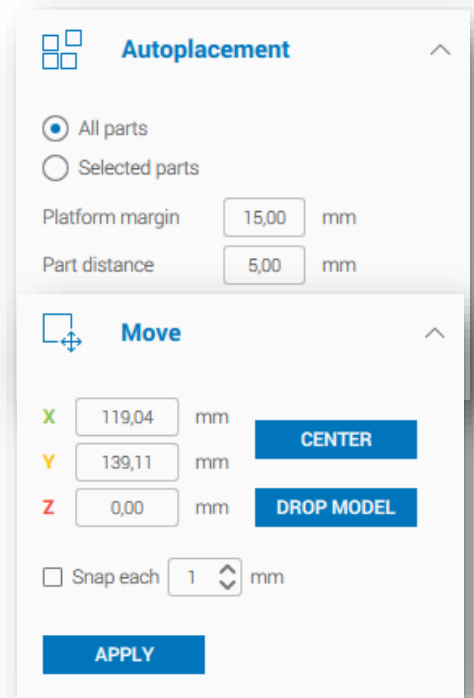 Autoplacement
All parts
Selected parts
Platform margin 15,00 mm
Part distance 5,00 mm
Move
X 119,04 mm
CENTER
Y 139,11 mm
Z 0,00 mm DROP MODEL
Snap each 1 mm
APPLY